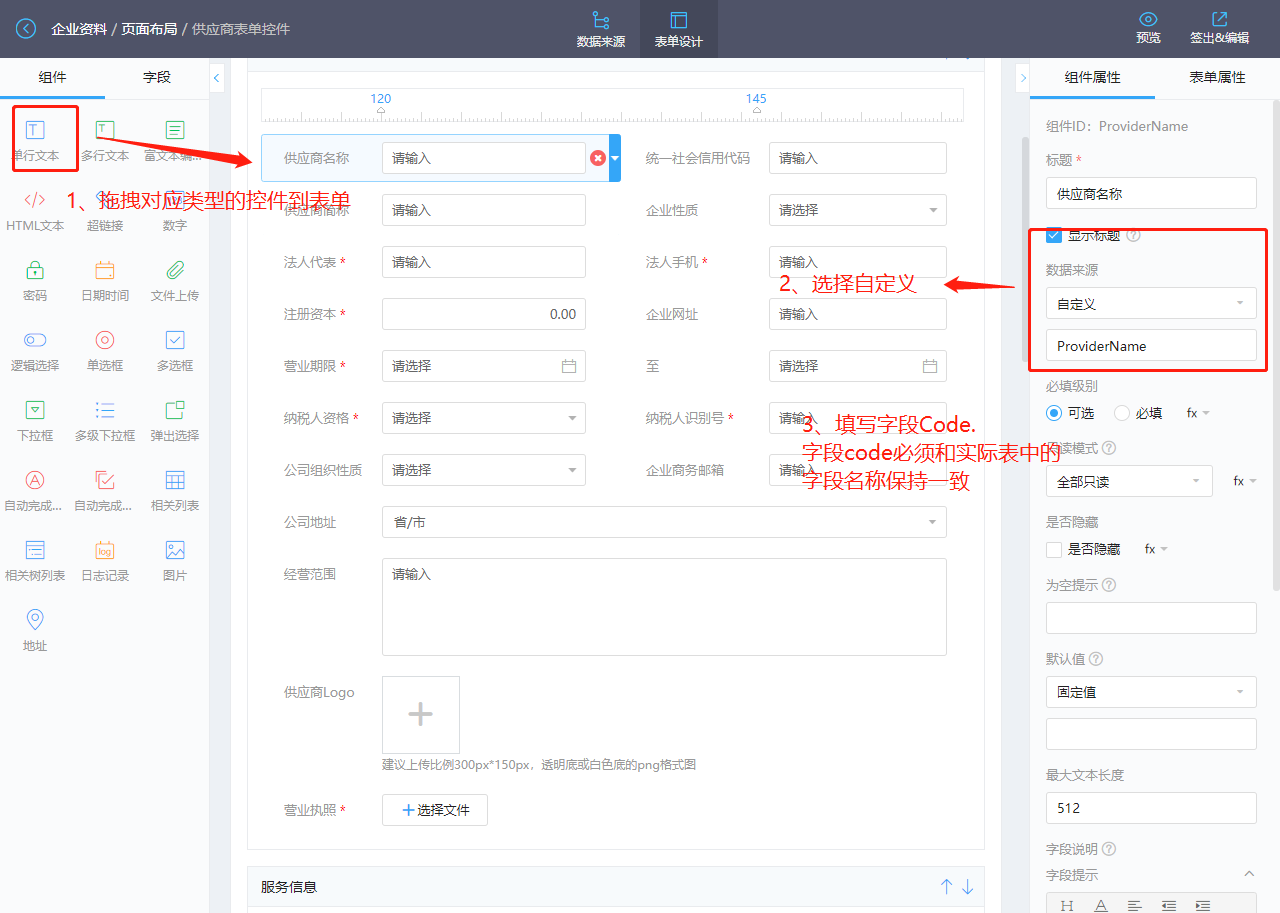 企业资料 / 页面布局 / 供应商表单控件
数据来源
表单设计
预览
签出&编辑
组件
字段
单行文本
多行文本
富文本编...
HTML文本
超链接
数字
密码
日期时间
文件上传
逻辑选择
单选框
多选框
下拉框
多级下拉框
弹出选择
自动完成...
自动完成...
相关列表
相关树列表
日志记录
图片
地址
1、拖拽对应类型的控件到表单
120
145
供应商名称 请输入
统一社会信用代码 请输入
供应商简称 请输入
企业性质 请选择
法人代表 * 请输入
法人手机 * 请输入
注册资本 * 0.00
企业网址 请输入
营业期限 * 请选择
至 请选择
纳税人资格 * 请选择
纳税人识别号 * 请输入
公司组织性质 请选择
企业商务邮箱 请输入
公司地址 省/市
经营范围 请输入
供应商Logo
建议上传比例300px*150px，透明底或白色底的png格式图
营业执照 * 选择文件
服务信息
2、选择自定义
3、填写字段Code.
字段code必须和实际表中的
字段名称保持一致
组件属性
表单属性
组件ID：ProviderName
标题 *
供应商名称
显示标题
数据来源
自定义
ProviderName
必填级别
可选 必填 fx
读模式
全部只读 fx
是否隐藏
是否隐藏 fx
为空提示
默认值
固定值
最大文本长度
512
字段说明
字段提示